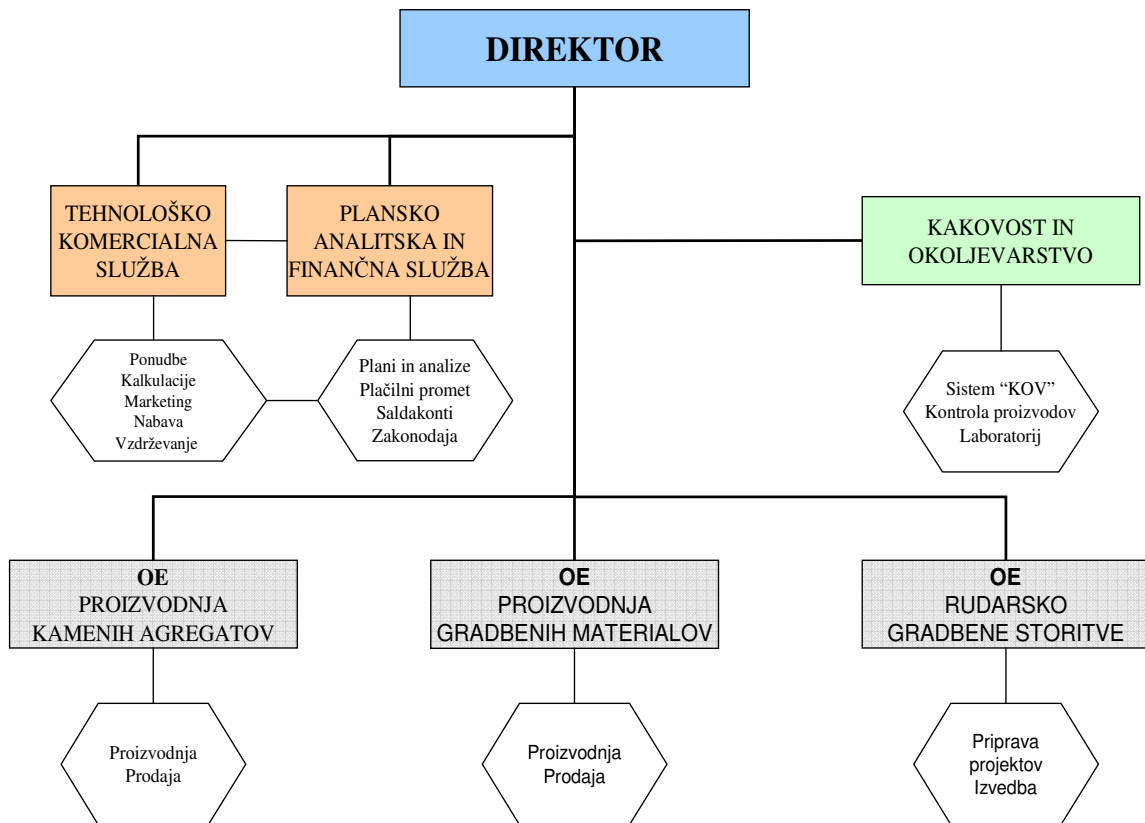 DIREKTOR
TEHNOLOŠKO
KOMERCIALNA
SLUŽBA
PLANSKO
ANALITSKA IN
FINANČNA SLUŽBA
KAKOVOST IN
OKOLJEVARSTVO
Ponudbe
Kalkulacije
Marketing
Nabava
Vzdrževanje
Plani in analize
Plačilni promet
Saldakonti
Zakonodaja
Sistem “KOV”
Kontrola proizvodov
Laboratorij
OE
PROIZVODNJA
KAMENIH AGREGATOV
OE
PROIZVODNJA
GRADBENIH MATERIALOV
OE
RUDARSKO
GRADBENE STORITVE
Proizvodnja
Prodaja
Proizvodnja
Prodaja
Priprava
projektov
Izvedba